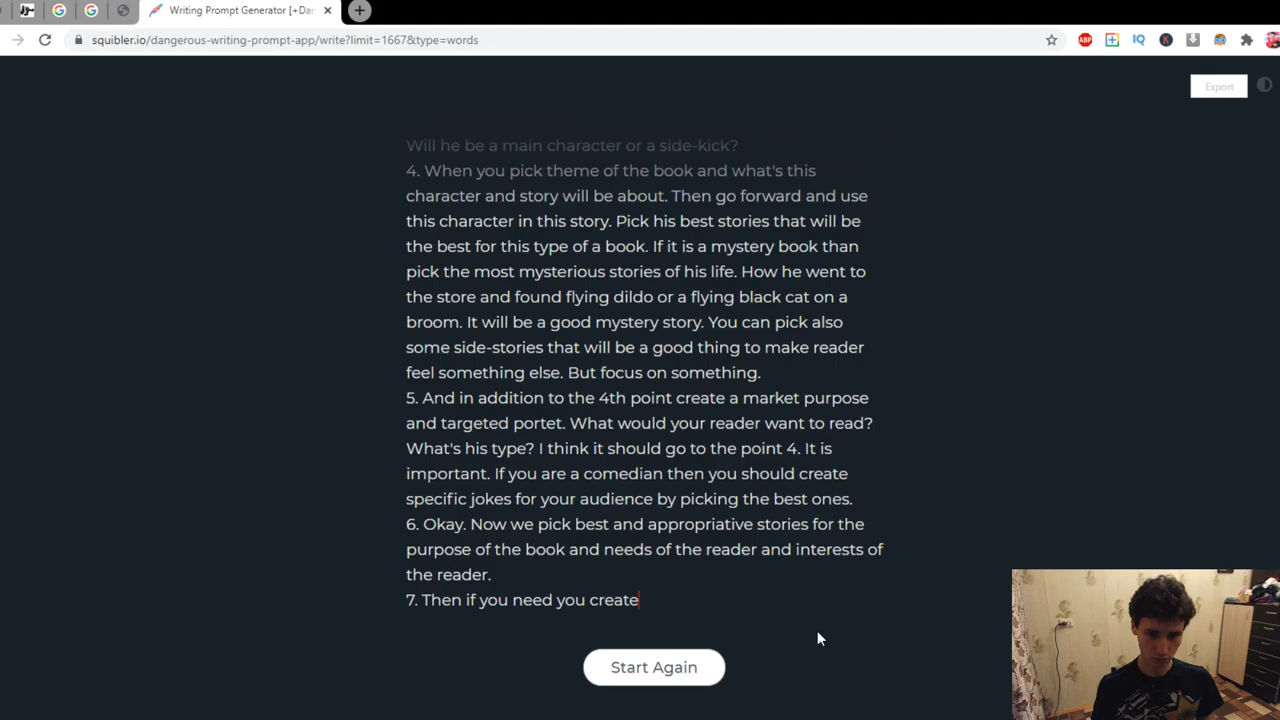 Writing Prompt Generator [+Dan
squibler.io/dangerous-writing-prompt-app/write?limit=1667&type=words
ABP
IQ
K
Export
Will he be a main character or a side-kick?
4. When you pick theme of the book and what's this
character and story will be about. Then go forward and use
this character in this story. Pick his best stories that will be
the best for this type of a book. If it is a mystery book than
pick the most mysterious stories of his life. How he went to
the store and found flying dildo or a flying black cat on a
broom. It will be a good mystery story. You can pick also
some side-stories that will be a good thing to make reader
feel something else. But focus on something.
5. And in addition to the 4th point create a market purpose
and targeted portet. What would your reader want to read?
What's his type? I think it should go to the point 4. It is
important. If you are a comedian then you should create
specific jokes for your audience by picking the best ones.
6. Okay. Now we pick best and appropriative stories for the
purpose of the book and needs of the reader and interests of
the reader.
7. Then if you need you create
Start Again